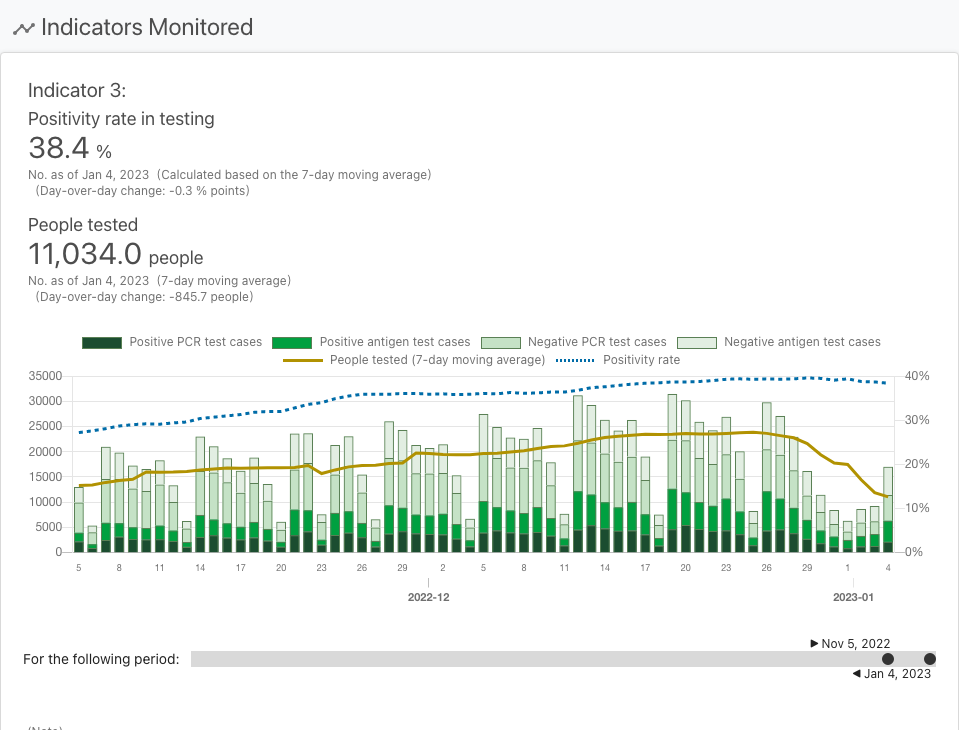 Indicators Monitored
Indicator 3:
Positivity rate in testing
38.4 %
No. as of Jan 4, 2023 (Calculated based on the 7-day moving average)
(Day-over-day change: -0.3 % points)
People tested
11,034.0 people
No. as of Jan 4, 2023 (7-day moving average)
(Day-over-day change: -845.7 people)
Positive PCR test cases Positive antigen test cases Negative PCR test cases Negative antigen test cases
People tested (7-day moving average) Positivity rate
35000 40%
30000
25000 30%
20000
15000 20%
10000 10%
5000
0 0%
5 8 11 14 17 20 23 26 29 2 5 8 11 14 17 20 23 26 29 1 4
2022-12 2023-01
▶ Nov 5, 2022
For the following period:
◀ Jan 4, 2023
(Note)